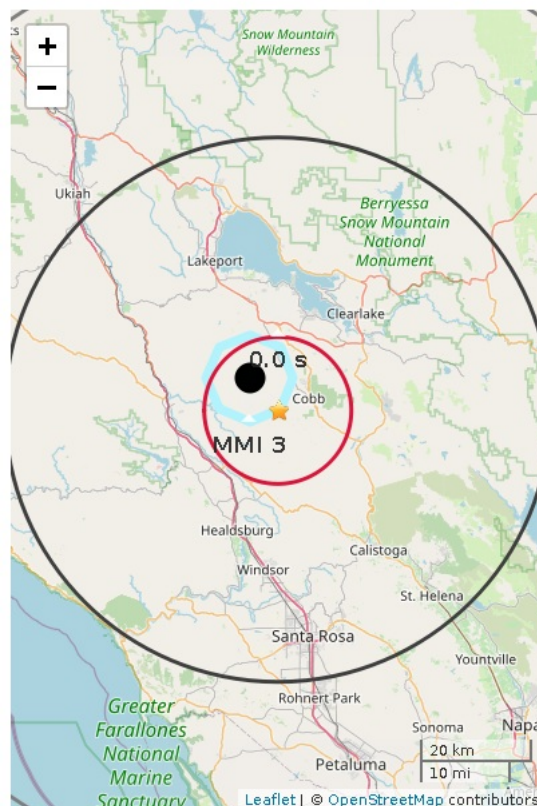 +
−
Snow Mountain
Wilderness
Ukiah
Berryessa
Snow Mountain
National
Monument
Lakeport
Clearlake
0.0 s
Cobb
MMI 3
Healdsburg
Calistoga
Windsor
St. Helena
Santa Rosa
Yountville
Rohnert Park
Greater
Farallones
National
Marine
Sanctuary
Sonoma
Napa
20 km
Petaluma
10 mi
Leaflet | © OpenStreetMap contributors